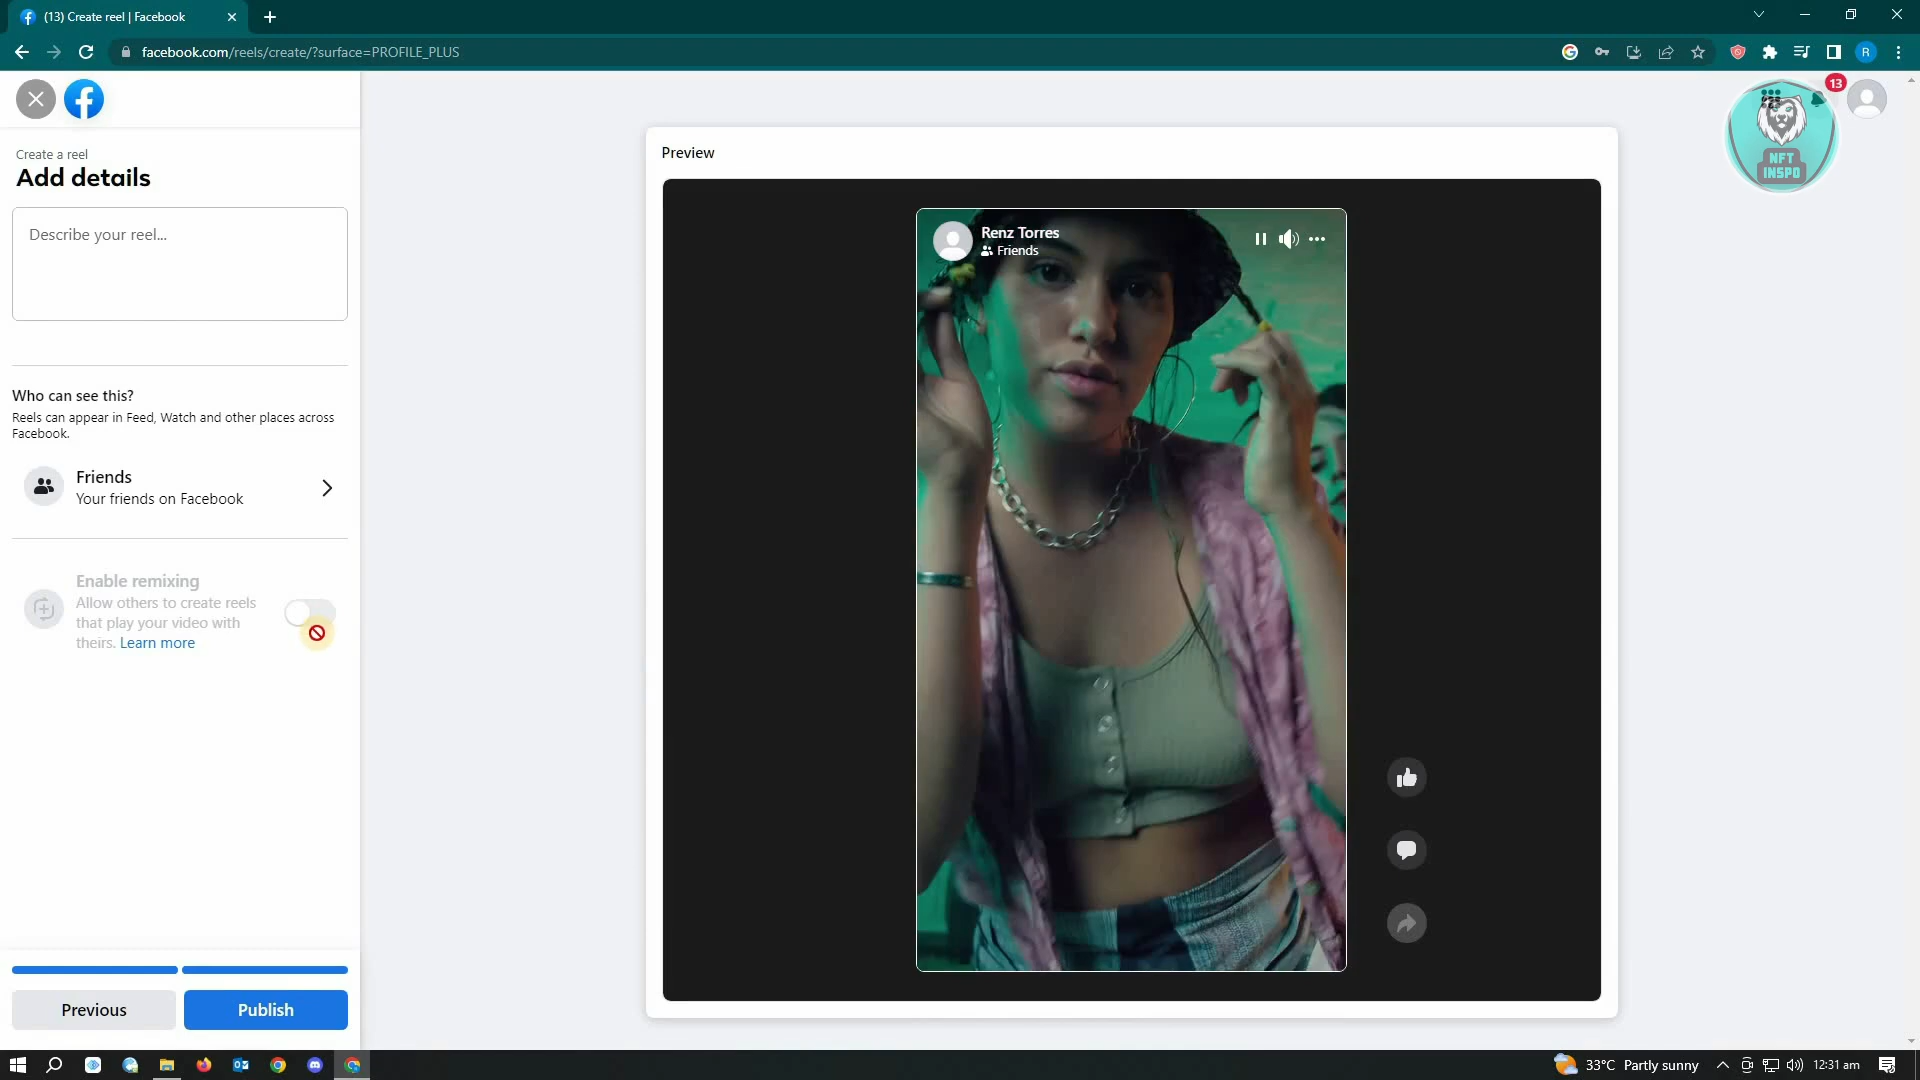 (13) Create reel | Facebook
facebook.com/reels/create/?surface=PROFILE_PLUS
R
13
NFT
INSPO
Create a reel
Add details
Describe your reel...
Who can see this?
Reels can appear in Feed, Watch and other places across
Facebook.
Friends
Your friends on Facebook
Enable remixing
Allow others to create reels
that play your video with
theirs. Learn more
Previous
Publish
Preview
Renz Torres
Friends
33°C Partly sunny
12:31 am